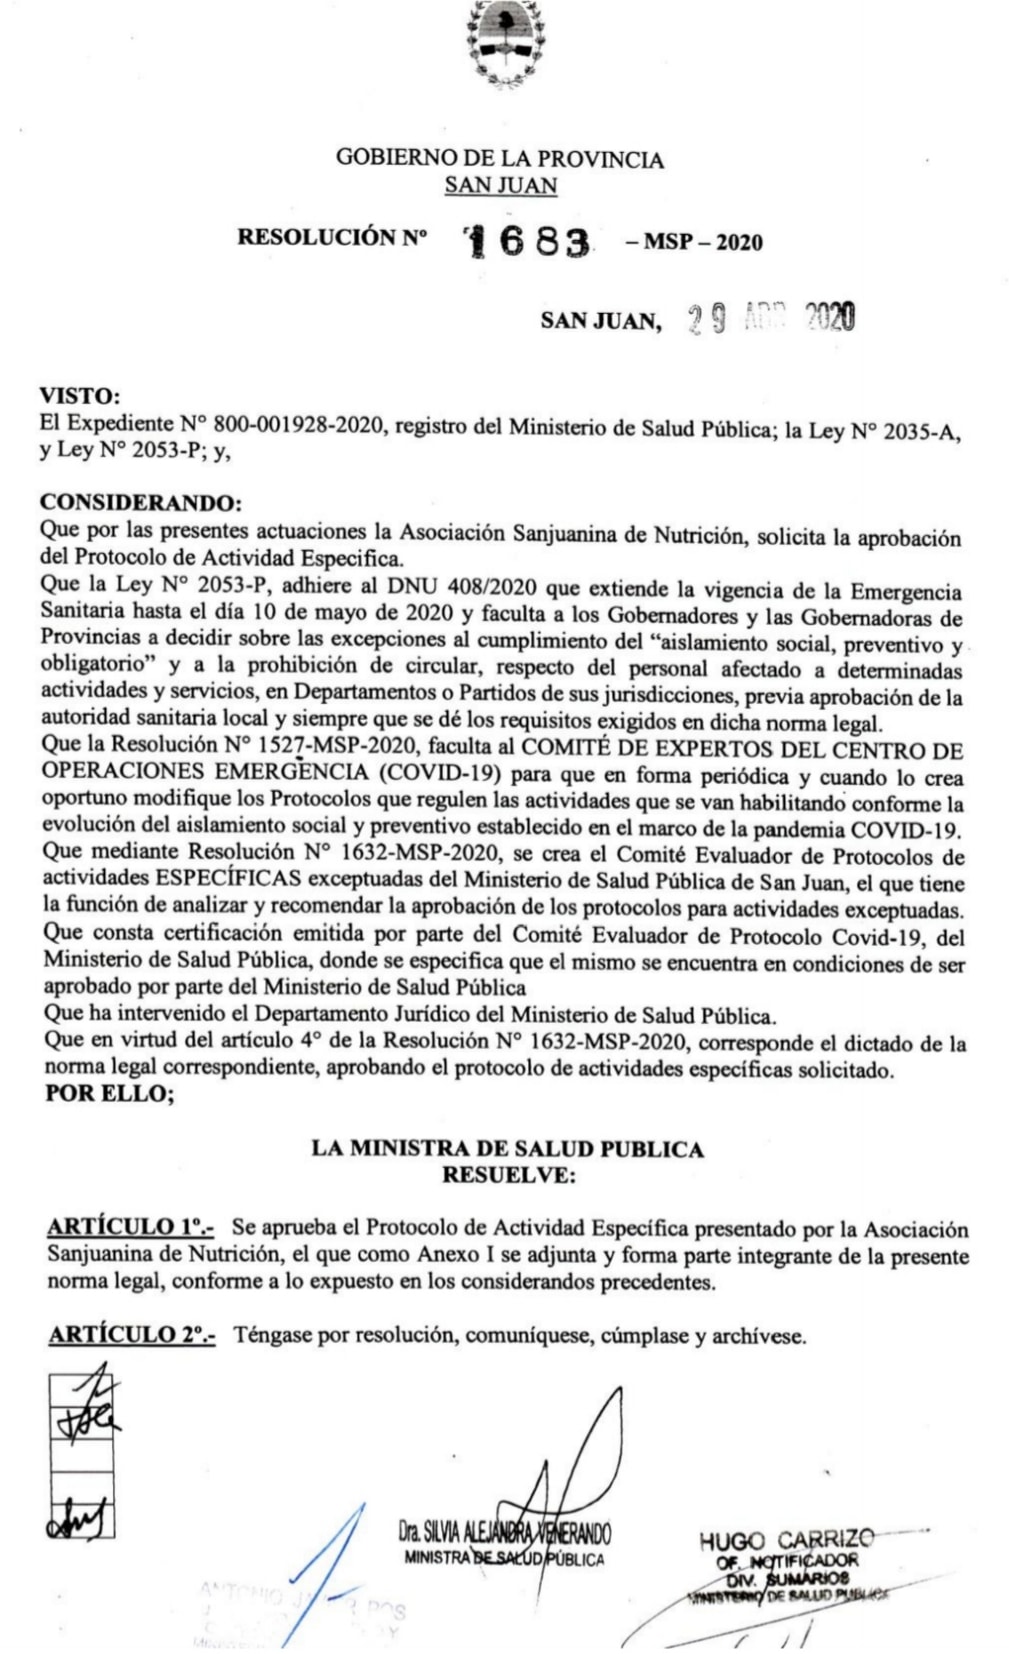 GOBIERNO DE LA PROVINCIA
SAN JUAN
RESOLUCIÓN Nº 1683 – MSP – 2020
SAN JUAN, 29 ABR 2020
VISTO:
El Expediente N° 800-001928-2020, registro del Ministerio de Salud Pública; la Ley N° 2035-A,
y Ley N° 2053-P; y,
CONSIDERANDO:
Que por las presentes actuaciones la Asociación Sanjuanina de Nutrición, solicita la aprobación
del Protocolo de Actividad Especifica.
Que la Ley N° 2053-P, adhiere al DNU 408/2020 que extiende la vigencia de la Emergencia
Sanitaria hasta el día 10 de mayo de 2020 y faculta a los Gobernadores y las Gobernadoras de
Provincias a decidir sobre las excepciones al cumplimiento del “aislamiento social, preventivo y
obligatorio” y a la prohibición de circular, respecto del personal afectado a determinadas
actividades y servicios, en Departamentos o Partidos de sus jurisdicciones, previa aprobación de la
autoridad sanitaria local y siempre que se dé los requisitos exigidos en dicha norma legal.
Que la Resolución N° 1527-MSP-2020, faculta al COMITÉ DE EXPERTOS DEL CENTRO DE
OPERACIONES EMERGENCIA (COVID-19) para que en forma periódica y cuando lo crea
oportuno modifique los Protocolos que regulen las actividades que se van habilitando conforme la
evolución del aislamiento social y preventivo establecido en el marco de la pandemia COVID-19.
Que mediante Resolución N° 1632-MSP-2020, se crea el Comité Evaluador de Protocolos de
actividades ESPECÍFICAS exceptuadas del Ministerio de Salud Pública de San Juan, el que tiene
la función de analizar y recomendar la aprobación de los protocolos para actividades exceptuadas.
Que consta certificación emitida por parte del Comité Evaluador de Protocolo Covid-19, del
Ministerio de Salud Pública, donde se especifica que el mismo se encuentra en condiciones de ser
aprobado por parte del Ministerio de Salud Pública
Que ha intervenido el Departamento Jurídico del Ministerio de Salud Pública.
Que en virtud del artículo 4° de la Resolución N° 1632-MSP-2020, corresponde el dictado de la
norma legal correspondiente, aprobando el protocolo de actividades específicas solicitado.
POR ELLO;
LA MINISTRA DE SALUD PUBLICA
RESUELVE:
ARTÍCULO 1º.- Se aprueba el Protocolo de Actividad Específica presentado por la Asociación
Sanjuanina de Nutrición, el que como Anexo I se adjunta y forma parte integrante de la presente
norma legal, conforme a lo expuesto en los considerandos precedentes.
ARTÍCULO 2º.- Téngase por resolución, comuníquese, cúmplase y archívese.
Dra. SILVIA ALEJANDRA VENERANDO
MINISTRA DE SALUD PÚBLICA
HUGO CARRIZO
OF. NOTIFICADOR
DIV. SUMARIOS
MINISTERIO DE SALUD PUBLICA
ANTONIO